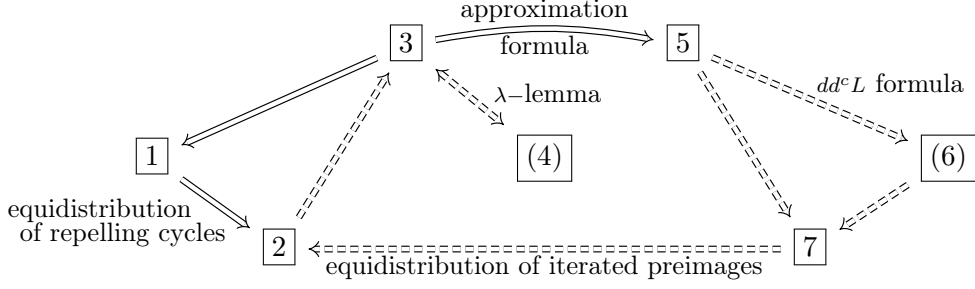 approximation
3
5
formula
dd^c L formula
λ−lemma
1
(4)
(6)
equidistribution
of repelling cycles
2
7
equidistribution of iterated preimages